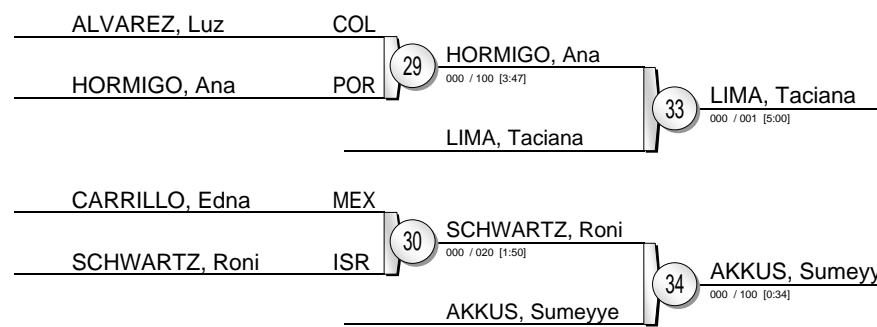 ALVAREZ, Luz COL
HORMIGO, Ana POR
29
HORMIGO, Ana
000 / 100 [3:47]
LIMA, Taciana
33
LIMA, Taciana
000 / 001 [5:00]
CARRILLO, Edna MEX
SCHWARTZ, Roni ISR
30
SCHWARTZ, Roni
000 / 020 [1:50]
AKKUS, Sumeyye
34
AKKUS, Sumeyy
000 / 100 [0:34]